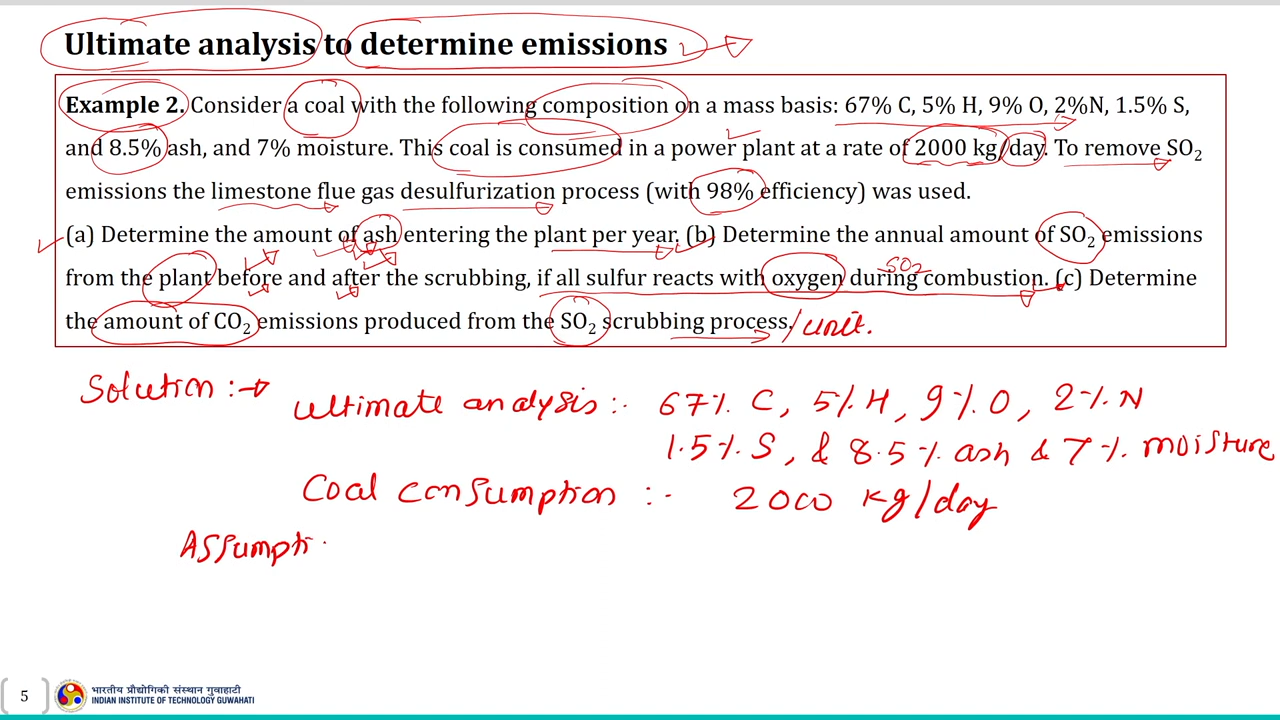 Ultimate analysis to determine emissions
Example 2. Consider a coal with the following composition on a mass basis: 67% C, 5% H, 9% O, 2%N, 1.5% S,
and 8.5% ash, and 7% moisture. This coal is consumed in a power plant at a rate of 2000 kg/day. To remove SO2
emissions the limestone flue gas desulfurization process (with 98% efficiency) was used.
(a) Determine the amount of ash entering the plant per year, (b) Determine the annual amount of SO2 emissions
SO2
from the plant before and after the scrubbing, if all sulfur reacts with oxygen during combustion. (c) Determine
the amount of CO2 emissions produced from the SO2 scrubbing process. /unit.
Solution :→
Ultimate analysis :- 67% C, 5% H, 9% O, 2% N
1.5% S, & 8.5% ash & 7% moisture
Coal consumption :- 2000 kg/day
Assumpti
5
भारतीय प्रौद्योगिकी संस्थान गुवाहाटी
INDIAN INSTITUTE OF TECHNOLOGY GUWAHATI